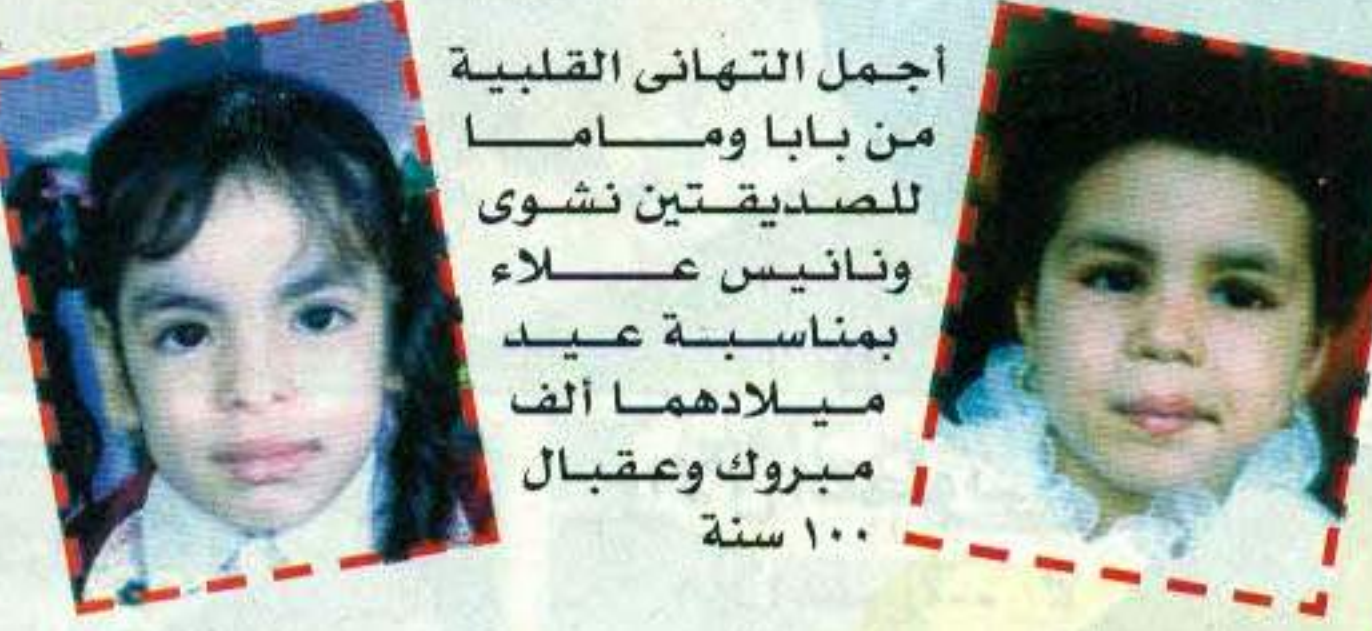 أجمل التهانى القلبية
من بابا وماما
للصديقتين نشوى
ونانيس علاء
بمناسبة عيد
ميلادهما ألف
مبروك وعقبال
١٠٠ سنة